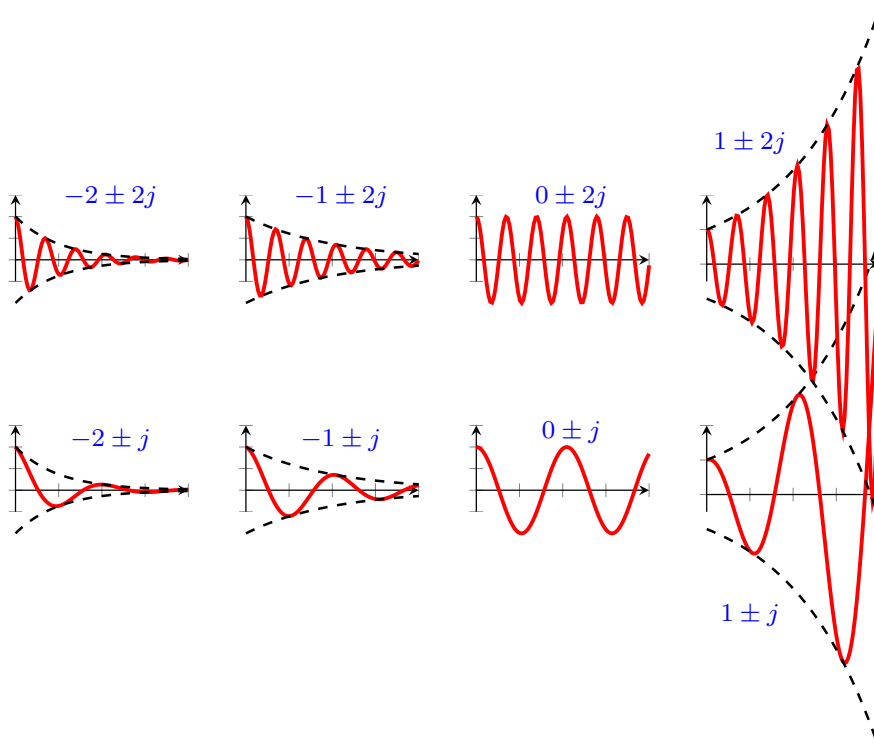 1 ± 2j
−2 ± 2j
−1 ± 2j
0 ± 2j
−2 ± j
−1 ± j
0 ± j
1 ± j